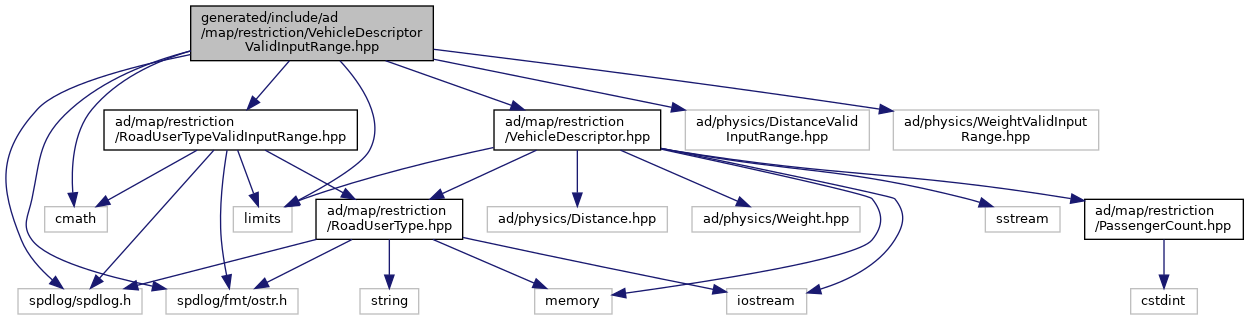 generated/include/ad
/map/restriction/VehicleDescriptor
ValidInputRange.hpp
ad/map/restriction
/RoadUserTypeValidInputRange.hpp
ad/map/restriction
/VehicleDescriptor.hpp
ad/physics/DistanceValid
InputRange.hpp
ad/physics/WeightValidInput
Range.hpp
cmath
limits
ad/map/restriction
/RoadUserType.hpp
ad/physics/Distance.hpp
ad/physics/Weight.hpp
sstream
ad/map/restriction
/PassengerCount.hpp
spdlog/spdlog.h
spdlog/fmt/ostr.h
string
memory
iostream
cstdint